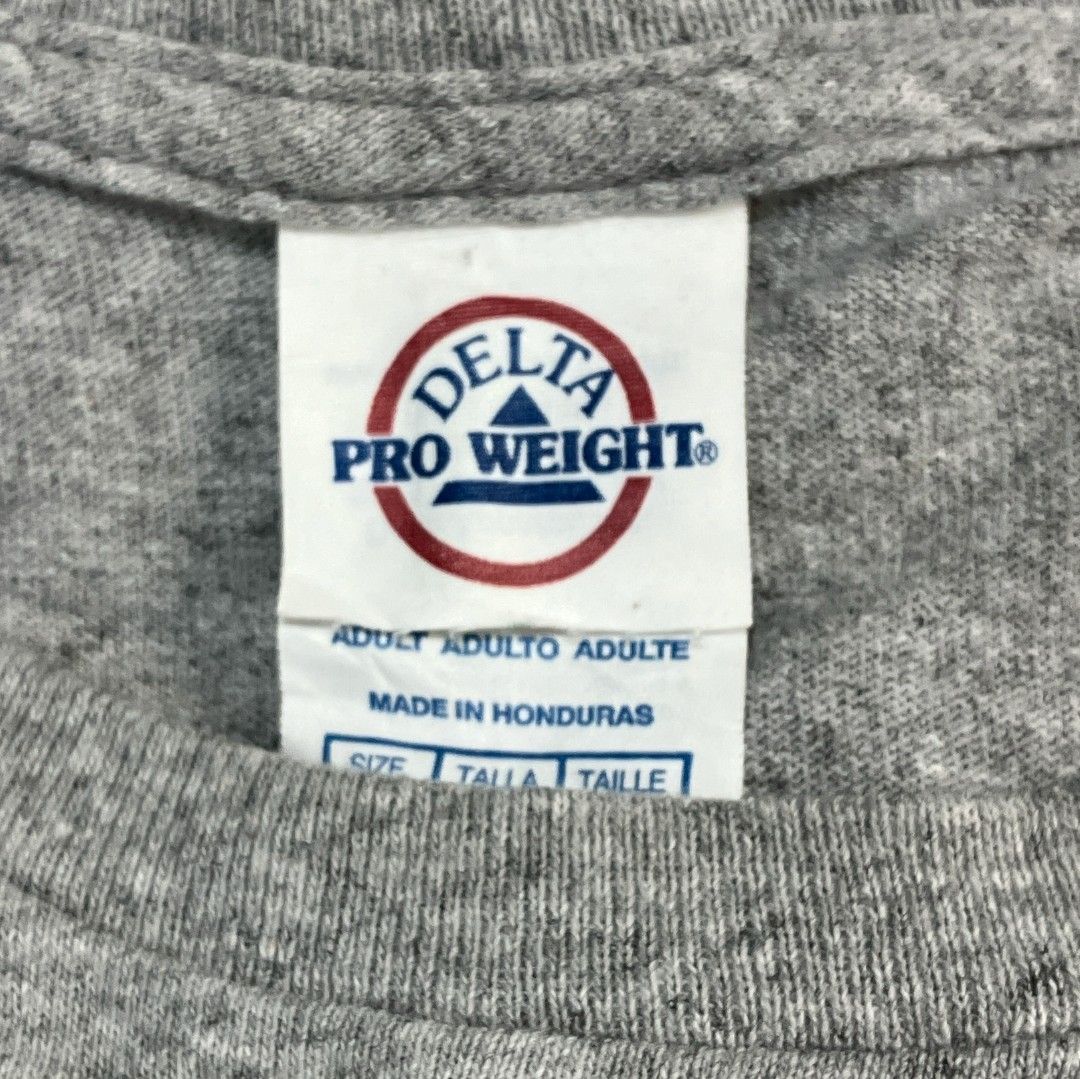 DELTA
PRO WEIGHT®
ADULT ADULTO ADULTE
MADE IN HONDURAS
SIZE TALLA TAILLE